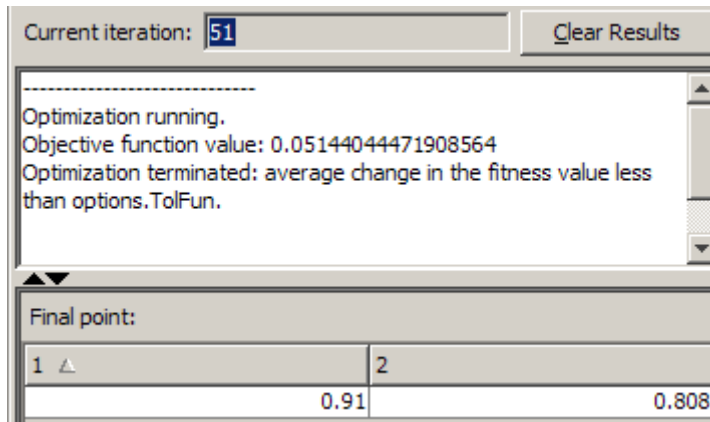 Current iteration: 51 Clear Results
------------------------------
Optimization running.
Objective function value: 0.05144044471908564
Optimization terminated: average change in the fitness value less
than options.TolFun.
Final point:
1 2
0.91 0.808